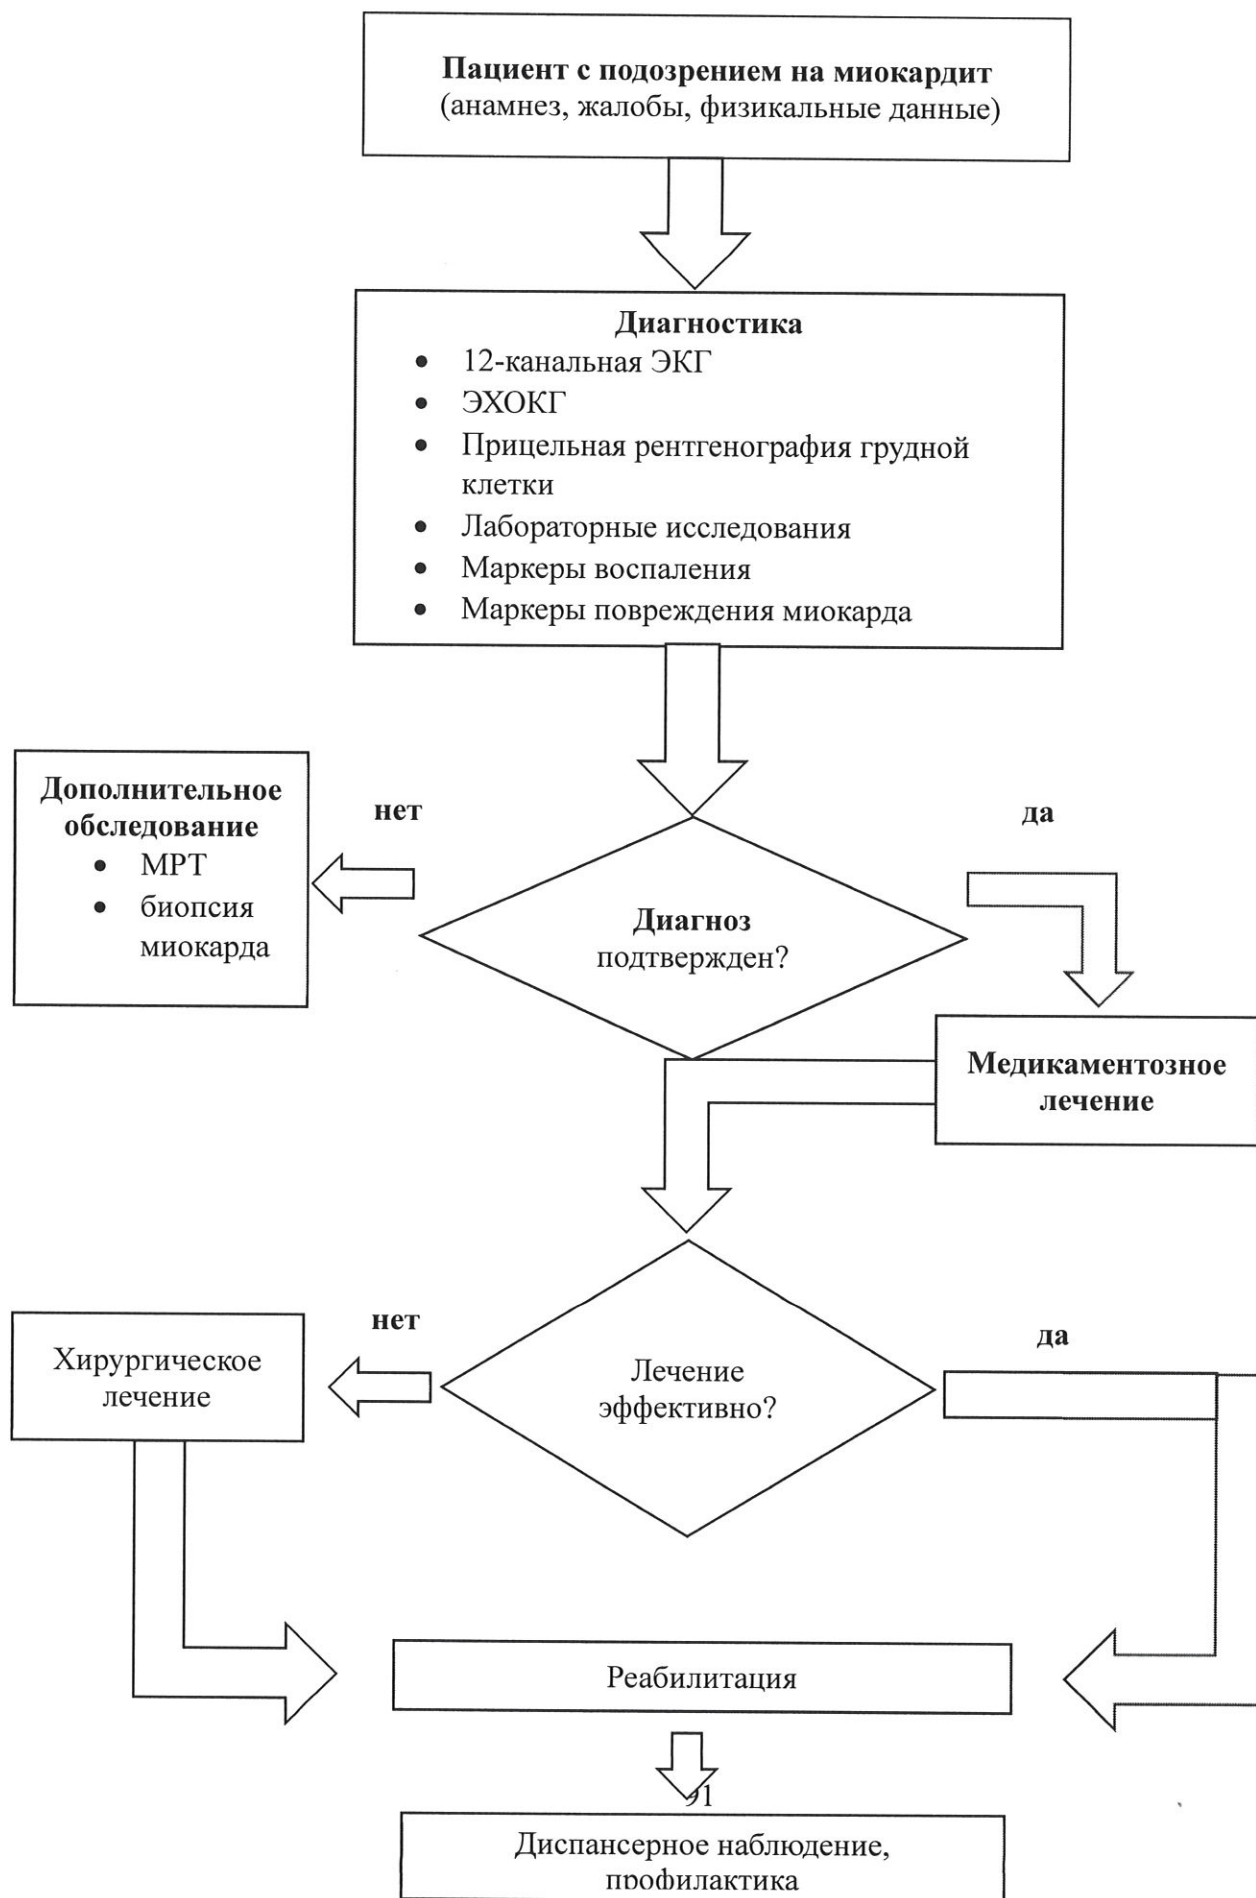 Пациент с подозрением на миокардит
(анамнез, жалобы, физикальные данные)
Диагностика
• 12-канальная ЭКГ
• ЭХОКГ
• Прицельная рентгенография грудной
клетки
• Лабораторные исследования
• Маркеры воспаления
• Маркеры повреждения миокарда
Дополнительное
обследование
• МРТ
• биопсия
миокарда
нет
да
Диагноз
подтвержден?
Медикаментозное
лечение
нет
да
Хирургическое
лечение
Лечение
эффективно?
Реабилитация
91
Диспансерное наблюдение,
профилактика